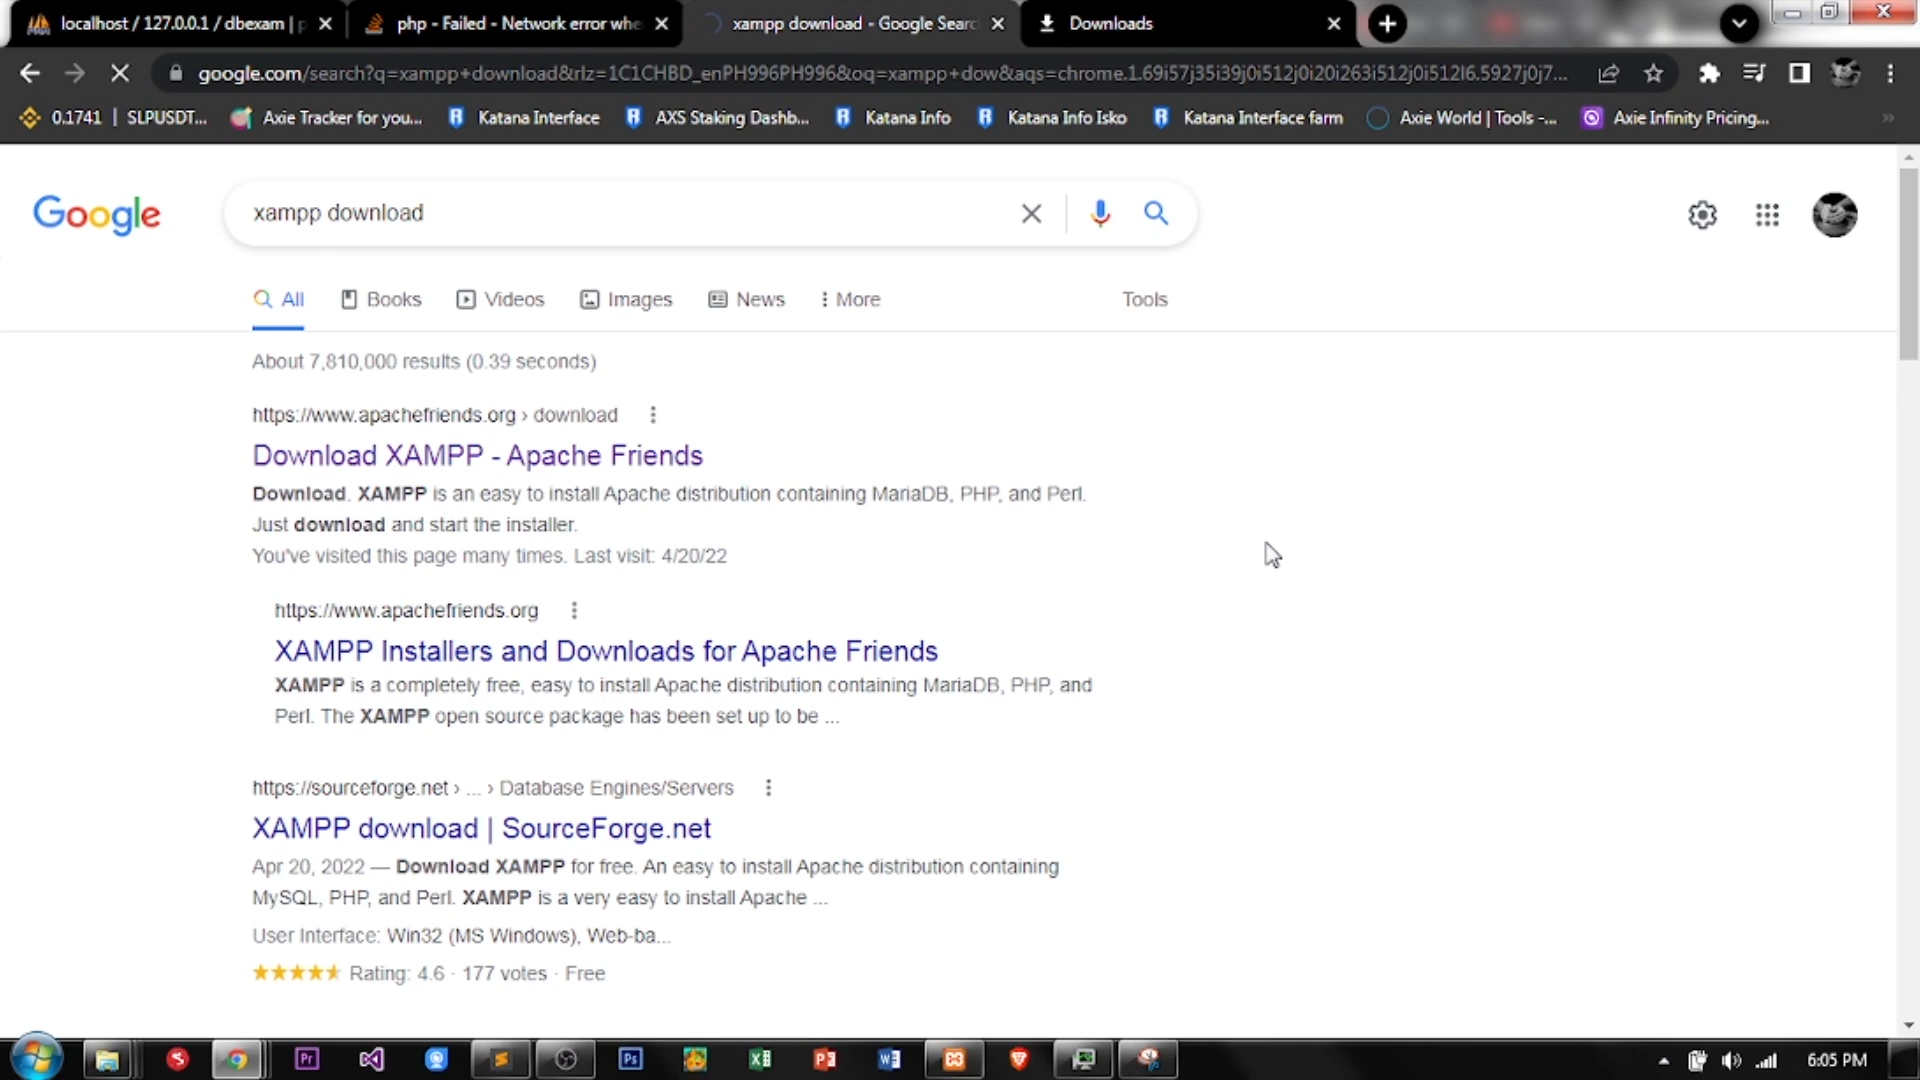 localhost / 127.0.0.1 / dbexam | p
php - Failed - Network error whe
xampp download - Google Searc
Downloads
google.com/search?q=xampp+download&rlz=1C1CHBD_enPH996PH996&oq=xampp+dow&aqs=chrome.1.69i57j35i39j0i512j0i20i263i512j0i512l6.5927j0j7...
0.1741 | SLPUSDT...
Axie Tracker for you...
Katana Interface
AXS Staking Dashb...
Katana Info
Katana Info Isko
Katana Interface farm
Axie World | Tools -...
Axie Infinity Pricing...
Google
xampp download
All
Books
Videos
Images
News
More
Tools
About 7,810,000 results (0.39 seconds)
https://www.apachefriends.org › download
Download XAMPP - Apache Friends
Download. XAMPP is an easy to install Apache distribution containing MariaDB, PHP, and Perl.
Just download and start the installer.
You've visited this page many times. Last visit: 4/20/22
https://www.apachefriends.org
XAMPP Installers and Downloads for Apache Friends
XAMPP is a completely free, easy to install Apache distribution containing MariaDB, PHP, and
Perl. The XAMPP open source package has been set up to be ...
https://sourceforge.net › ... › Database Engines/Servers
XAMPP download | SourceForge.net
Apr 20, 2022 — Download XAMPP for free. An easy to install Apache distribution containing
MySQL, PHP, and Perl. XAMPP is a very easy to install Apache ...
User Interface: Win32 (MS Windows), Web-ba...
Rating: 4.6 · 177 votes · Free
Pr
Ps
6:05 PM